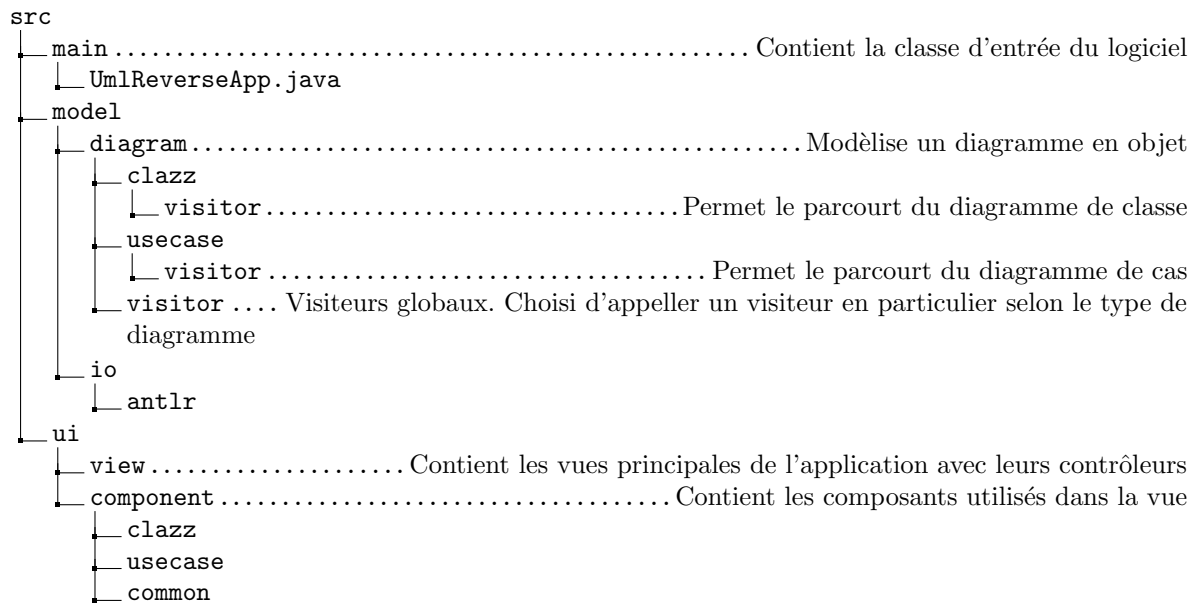 src
main ................................................... Contient la classe d'entrée du logiciel
UmlReverseApp.java
model
diagram .................................................. Modèlise un diagramme en objet
clazz
visitor .................................. Permet le parcourt du diagramme de classe
usecase
visitor .................................... Permet le parcourt du diagramme de cas
visitor .... Visiteurs globaux. Choisi d'appeller un visiteur en particulier selon le type de
diagramme
io
antlr
ui
view ..................... Contient les vues principales de l'application avec leurs contrôleurs
component ..................................... Contient les composants utilisés dans la vue
clazz
usecase
common